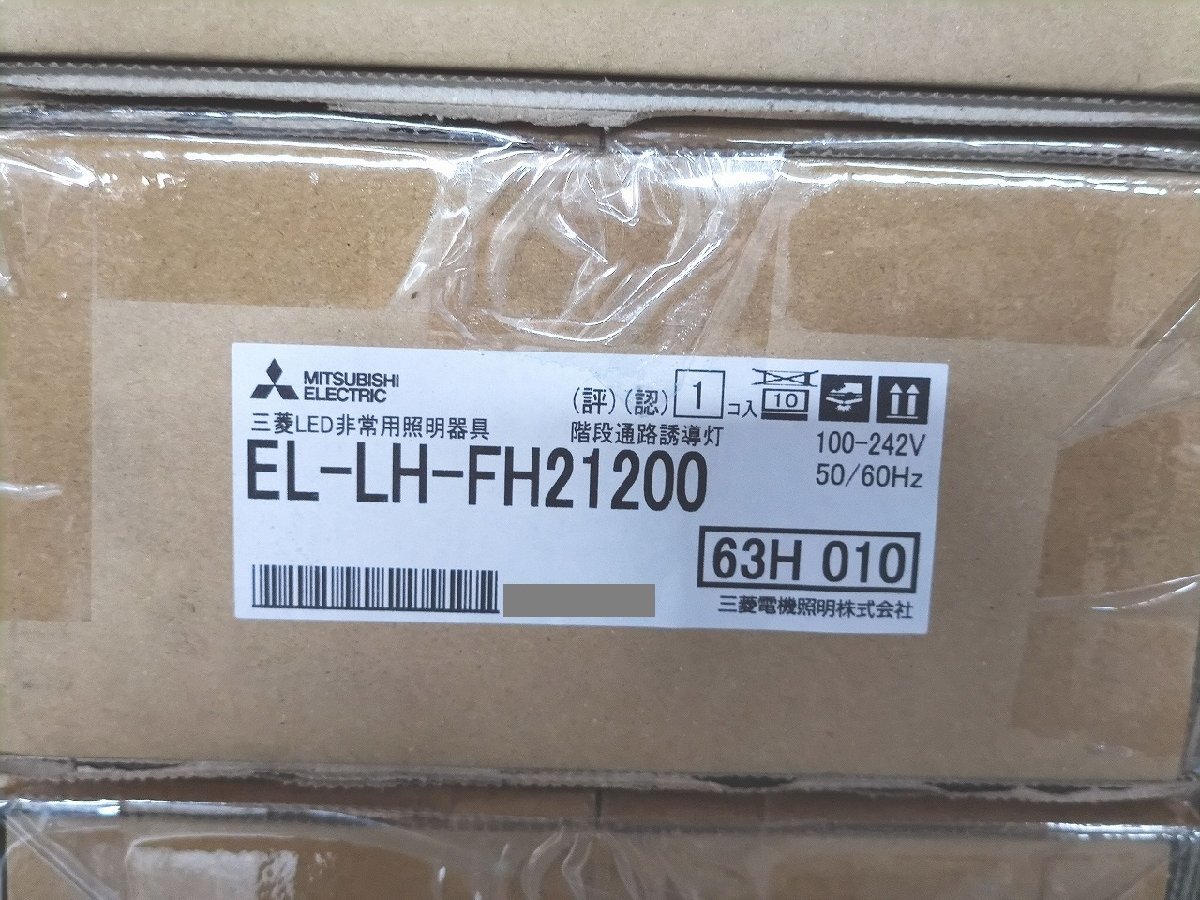 MITSUBISHI
ELECTRIC
(評)(認) 1 コ入 10
三菱LED非常用照明器具
階段通路誘導灯
100-242V
EL-LH-FH21200
50/60Hz
63H 010
三菱電機照明株式会社